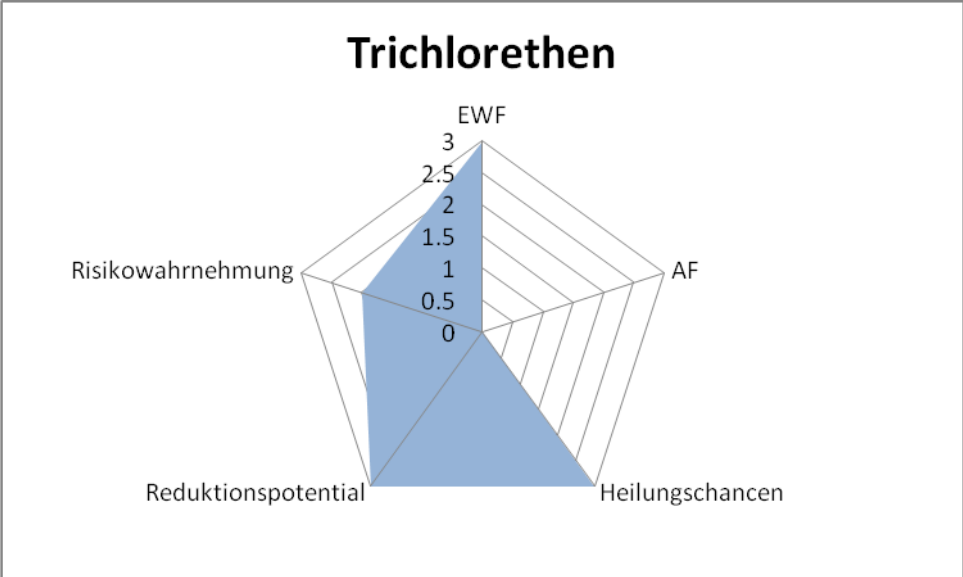 Trichlorethen
EWF
3
2.5
2
1.5
1
0.5
0
Risikowahrnehmung
AF
Reduktionspotential
Heilungschancen